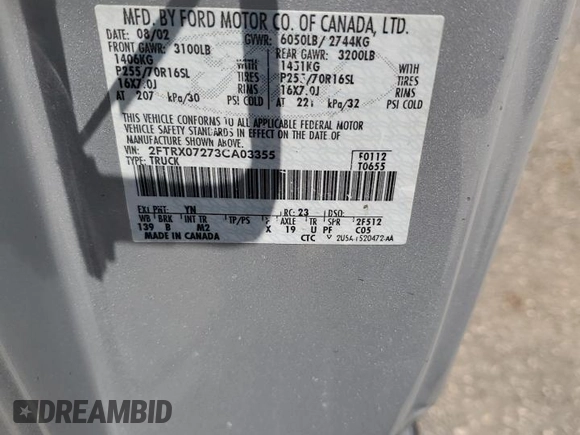 MFD. BY FORD MOTOR CO. OF CANADA, LTD.
DATE: 08/02 GVWR: 6050LB/ 2744KG
FRONT GAWR: 3100LB REAR GAWR: 3200LB
1406KG WITH 1451KG WITH
P255/70R16SL TIRES P255/70R16SL TIRES
16X7.0J RIMS 16X7.0J RIMS
AT 207 kPa/30 PSI COLD AT 221 kPa/32 PSI COLD
THIS VEHICLE CONFORMS TO ALL APPLICABLE FEDERAL MOTOR
VEHICLE SAFETY STANDARDS IN EFFECT ON THE DATE OF
MANUFACTURE SHOWN ABOVE.
VIN: 2FTRX07273CA03355 F0112
TYPE: TRUCK T0655
EXT PNT: YN RC: 23 DSO:
WB BRK INT TR TP/PS R AXLE TR SPR 2F512
139 B M2 X 19 U PF C05
MADE IN CANADA CTC
DREAMBID